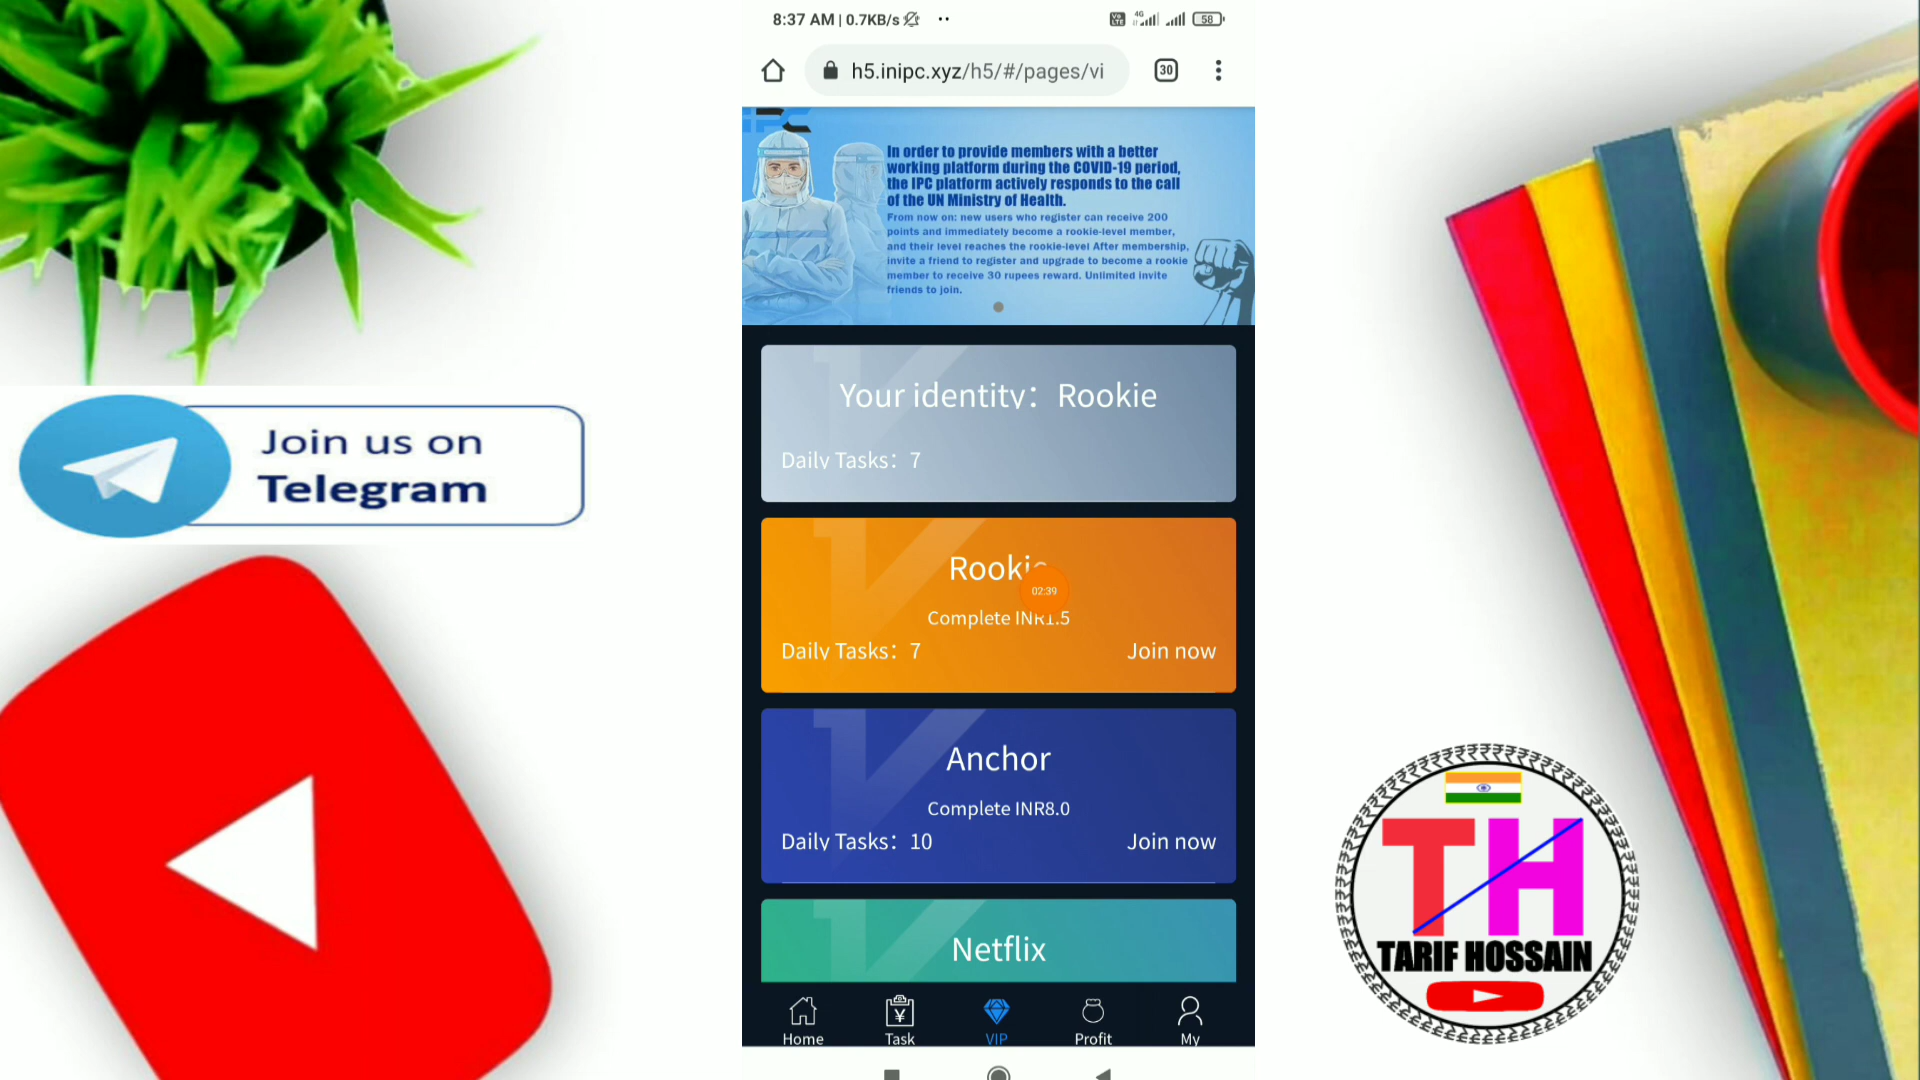 8:37 AM | 0.7KB/s
Vo LTE
4G
58
h5.inipc.xyz/h5/#/pages/vi
30
IPC
In order to provide members with a better
working platform during the COVID-19 period,
the IPC platform actively responds to the call
of the UN Ministry of Health.
From now on: new users who register can receive 200
points and immediately become a rookie-level member,
and their level reaches the rookie-level After membership,
invite a friend to register and upgrade to become a rookie
member to receive 30 rupees reward. Unlimited invite
friends to join.
Your identity：Rookie
Daily Tasks：7
Rookie
02:39
Complete INR1.5
Daily Tasks：7
Join now
Anchor
Complete INR8.0
Daily Tasks：10
Join now
Netflix
Home
Task
VIP
Profit
My
Join us on
Telegram
TH
TARIF HOSSAIN